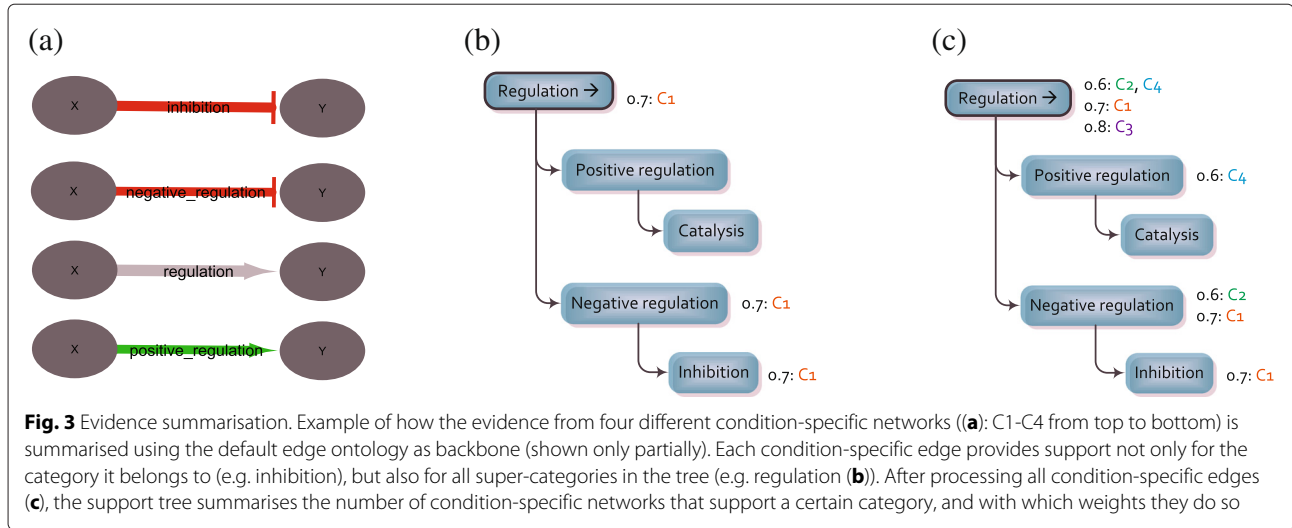 (a)
X inhibition Y
X negative_regulation Y
X regulation Y
X positive_regulation Y
(b)
Regulation → 0.7: C1
Positive regulation
Catalysis
Negative regulation 0.7: C1
Inhibition 0.7: C1
(c)
Regulation →
0.6: C2, C4
0.7: C1
0.8: C3
Positive regulation 0.6: C4
Catalysis
Negative regulation
0.6: C2
0.7: C1
Inhibition 0.7: C1
Fig. 3 Evidence summarisation. Example of how the evidence from four different condition-specific networks ((a): C1-C4 from top to bottom) is
summarised using the default edge ontology as backbone (shown only partially). Each condition-specific edge provides support not only for the
category it belongs to (e.g. inhibition), but also for all super-categories in the tree (e.g. regulation (b)). After processing all condition-specific edges
(c), the support tree summarises the number of condition-specific networks that support a certain category, and with which weights they do so